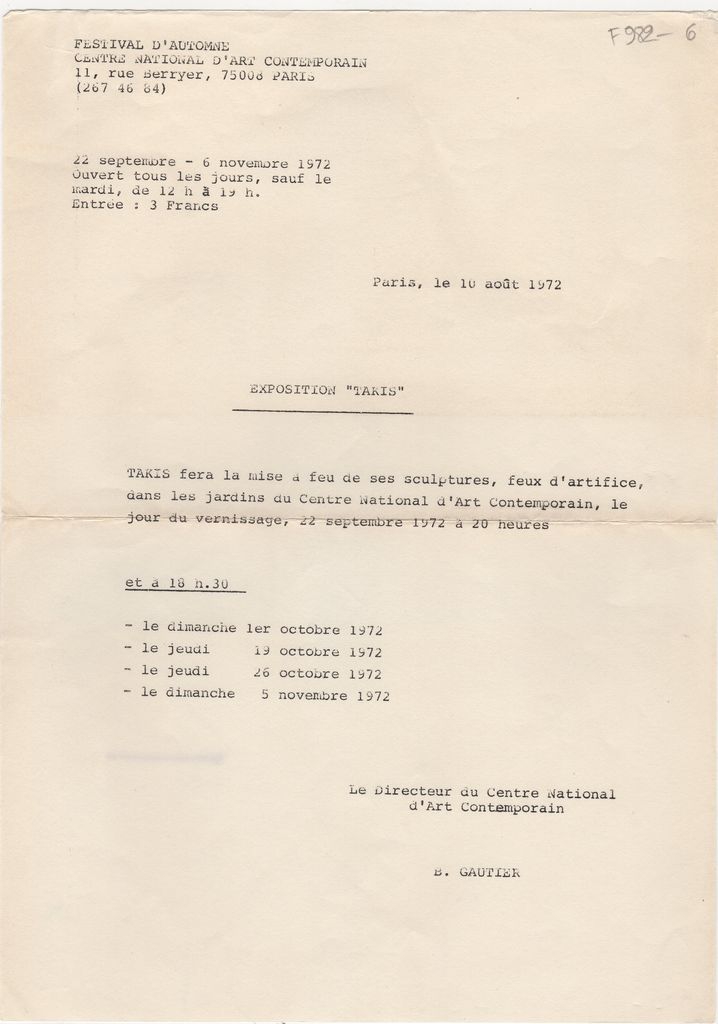 F982-6
FESTIVAL D'AUTOMNE
CENTRE NATIONAL D'ART CONTEMPORAIN
11, rue Berryer, 75008 PARIS
(267 46 84)
22 septembre - 6 novembre 1972
Ouvert tous les jours, sauf le
mardi, de 12 h à 19 h.
Entrée : 3 Francs
Paris, le 10 août 1972
EXPOSITION "TAKIS"
TAKIS fera la mise à feu de ses sculptures, feux d'artifice,
dans les jardins du Centre National d'Art Contemporain, le
jour du vernissage, 22 septembre 1972 à 20 heures
et à 18 h.30
- le dimanche 1er octobre 1972
- le jeudi 19 octobre 1972
- le jeudi 26 octobre 1972
- le dimanche 5 novembre 1972
Le Directeur du Centre National
d'Art Contemporain
B. GAUTIER